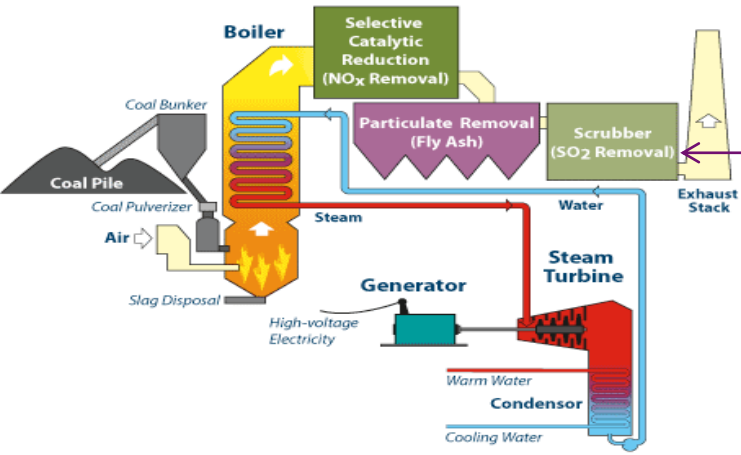 Boiler
Selective
Catalytic
Reduction
(NOx Removal)
Coal Bunker
Particulate Removal
(Fly Ash)
Scrubber
(SO2 Removal)
Coal Pile
Coal Pulverizer
Steam
Water
Exhaust
Stack
Air
Slag Disposal
Generator
Steam
Turbine
High-voltage
Electricity
Warm Water
Condensor
Cooling Water